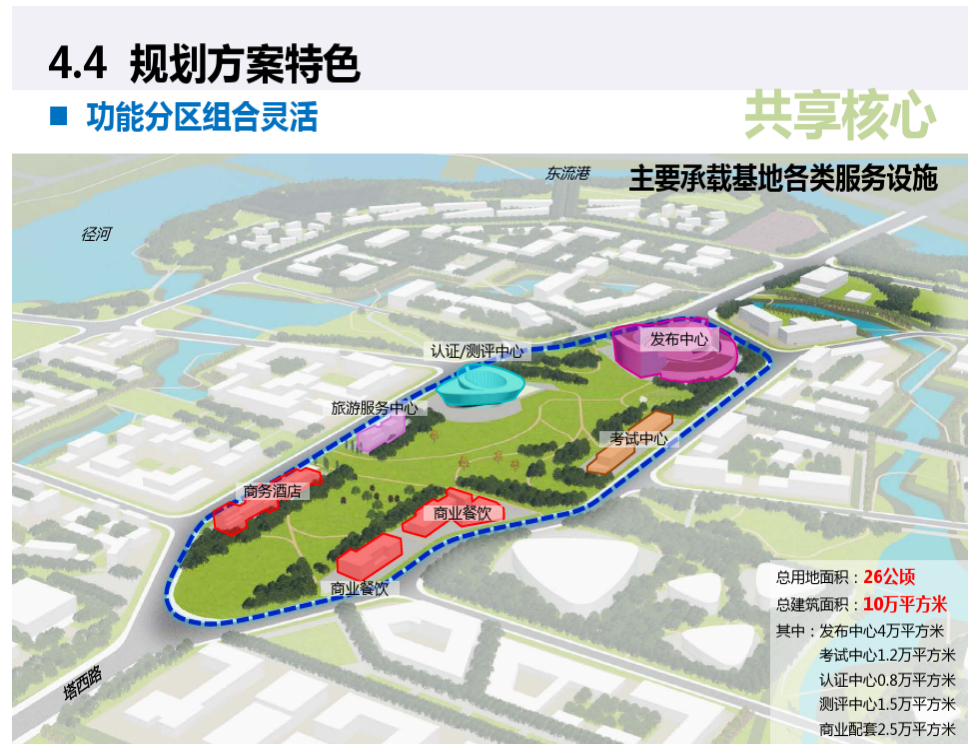 4.4 规划方案特色
■ 功能分区组合灵活
共享核心
主要承载基地各类服务设施
东流港
径河
发布中心
认证/测评中心
旅游服务中心
考试中心
商务酒店
商业餐饮
商业餐饮
塔西路
总用地面积：26公顷
总建筑面积：10万平方米
其中：发布中心4万平方米
考试中心1.2万平方米
认证中心0.8万平方米
测评中心1.5万平方米
商业配套2.5万平方米